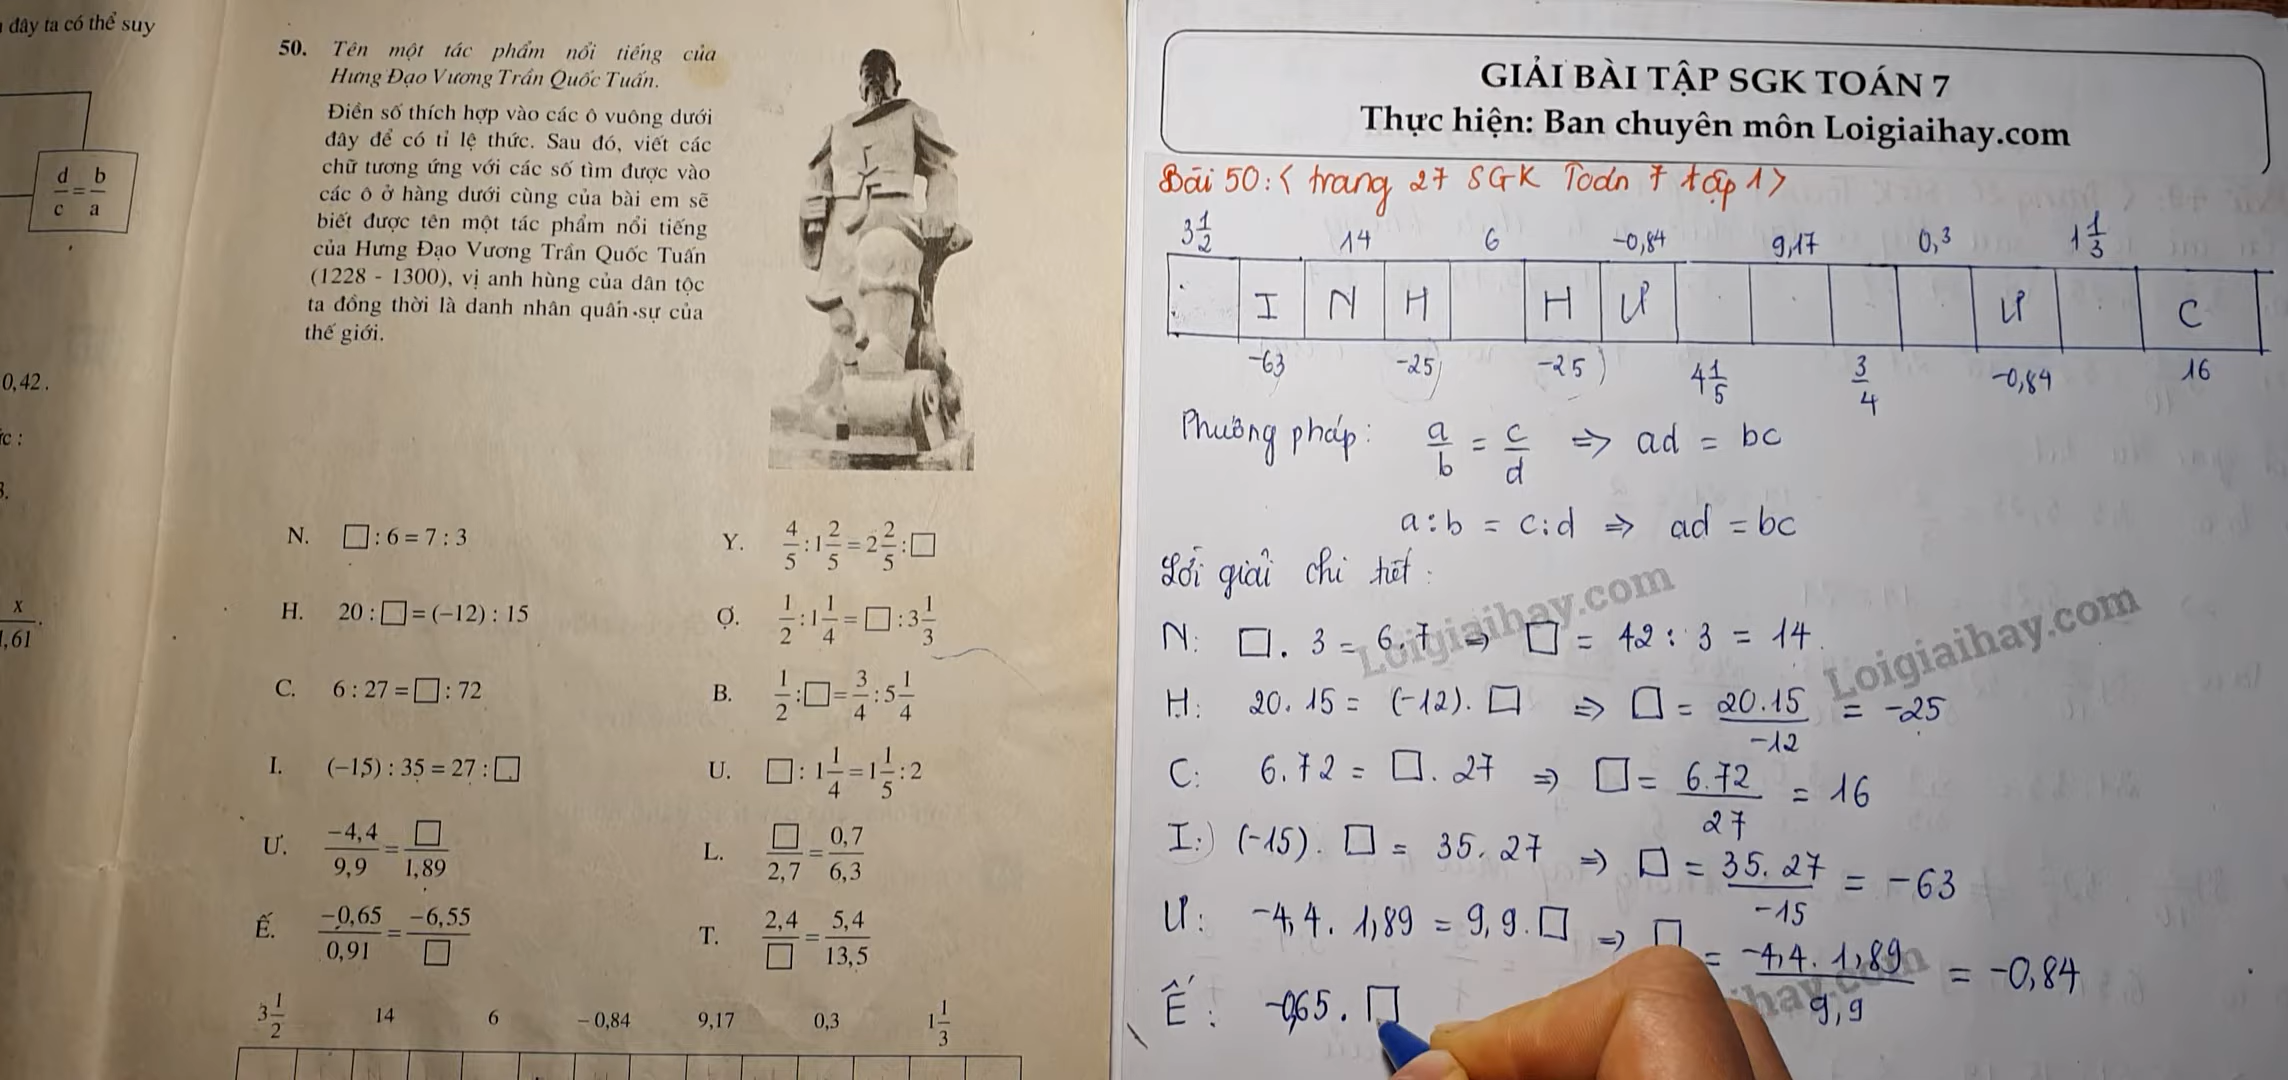 đây ta có thể suy
d/c = b/a
0,42 .
3.
x/1,61 .
50. Tên một tác phẩm nổi tiếng của
Hưng Đạo Vương Trần Quốc Tuấn.
Điền số thích hợp vào các ô vuông dưới
đây để có tỉ lệ thức. Sau đó, viết các
chữ tương ứng với các số tìm được vào
các ô ở hàng dưới cùng của bài em sẽ
biết được tên một tác phẩm nổi tiếng
của Hưng Đạo Vương Trần Quốc Tuấn
(1228 - 1300), vị anh hùng của dân tộc
ta đồng thời là danh nhân quân sự của
thế giới.
N. □ : 6 = 7 : 3
Y. 4/5 : 1 2/5 = 2 2/5 : □
H. 20 : □ = (–12) : 15
Ợ. 1/2 : 1 1/4 = □ : 3 1/3
C. 6 : 27 = □ : 72
B. 1/2 : □ = 3/4 : 5 1/4
I. (–15) : 35 = 27 : □
U. □ : 1 1/4 = 1 1/5 : 2
Ư. –4,4/9,9 = □/1,89
L. □/2,7 = 0,7/6,3
Ế. –0,65/0,91 = –6,55/□
T. 2,4/□ = 5,4/13,5
3 1/2 14 6 –0,84 9,17 0,3 1 1/3
GIẢI BÀI TẬP SGK TOÁN 7
Thực hiện: Ban chuyên môn Loigiaihay.com
Bài 50: < trang 27 SGK Toán 7 tập 1 >
3 1/2 14 6 -0,84 9,17 0,3 1 1/3
I N H H Ư Ư C
-63 -25 -25 4 1/5 3/4 -0,84 16
Phương pháp: a/b = c/d ⇒ ad = bc
a : b = c : d ⇒ ad = bc
Lời giải chi tiết :
N: □ . 3 = 6.7 ⇒ □ = 42 : 3 = 14.
H: 20. 15 = (-12). □ ⇒ □ = 20.15/-12 = -25
C: 6.72 = □ . 27 ⇒ □ = 6.72/27 = 16
I: (-15). □ = 35. 27 ⇒ □ = 35. 27/-15 = -63
Ư: -4,4. 1,89 = 9,9. □ ⇒ □ = -4,4. 1,89/9,9 = -0,84
Ế: -0,65. □
Loigiaihay.com
Loigiaihay.com